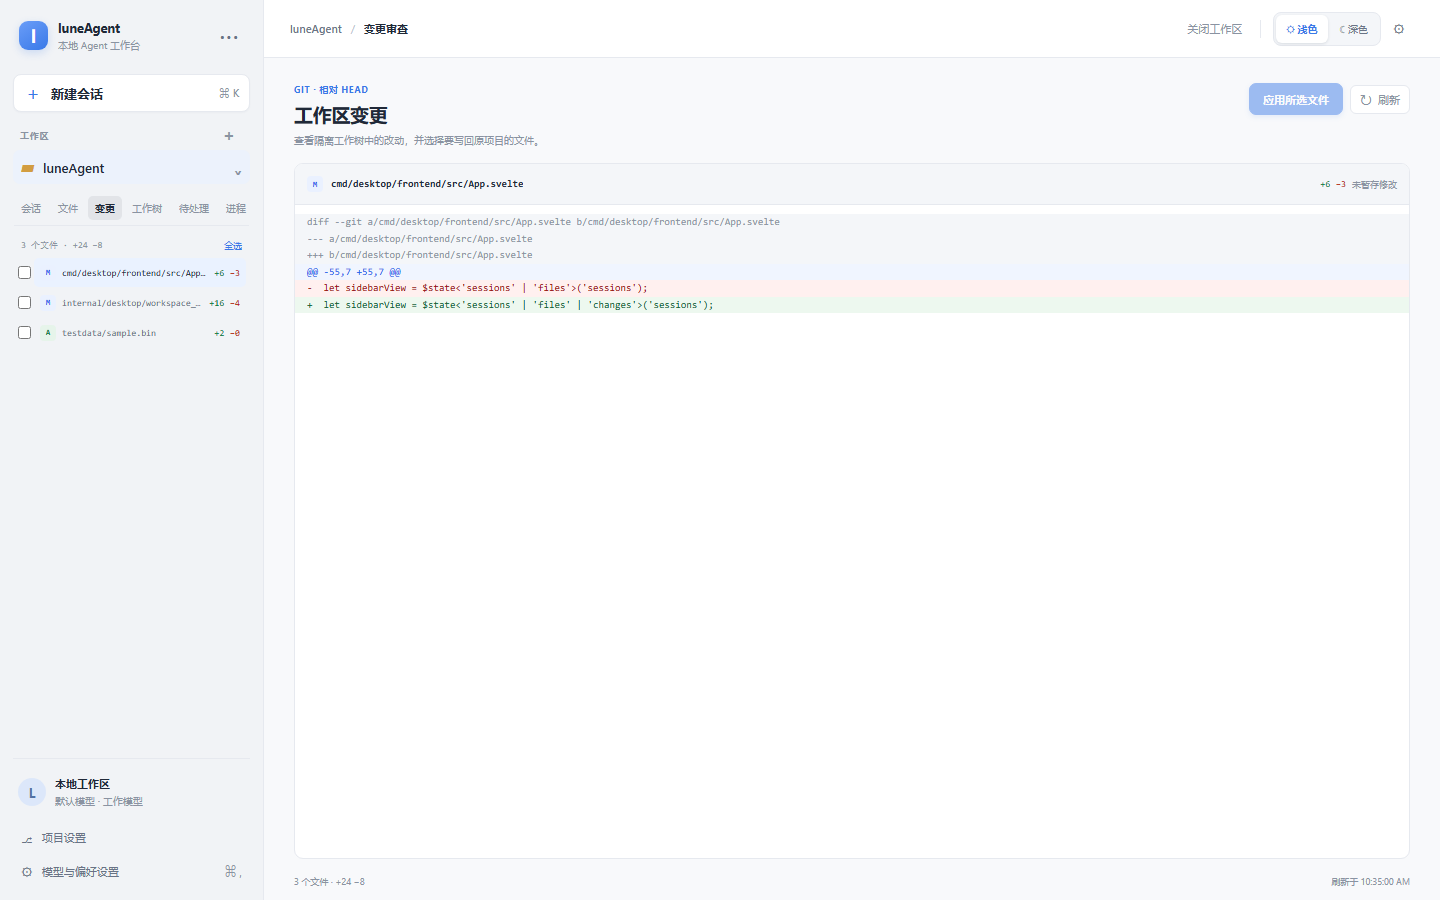 luneAgent
本地 Agent 工作台
新建会话 ⌘ K
工作区
luneAgent
会话 文件 变更 工作树 待处理 进程
3 个文件 · +24 −8 全选
M cmd/desktop/frontend/src/App… +6 −3
M internal/desktop/workspace_… +16 −4
A testdata/sample.bin +2 −0
L 本地工作区
默认模型 · 工作模型
项目设置
模型与偏好设置 ⌘ ,
luneAgent / 变更审查
关闭工作区 浅色 深色
GIT · 相对 HEAD
工作区变更
查看隔离工作树中的改动，并选择要写回原项目的文件。
应用所选文件 刷新
M cmd/desktop/frontend/src/App.svelte +6 −3 未暂存修改
diff --git a/cmd/desktop/frontend/src/App.svelte b/cmd/desktop/frontend/src/App.svelte
--- a/cmd/desktop/frontend/src/App.svelte
+++ b/cmd/desktop/frontend/src/App.svelte
@@ -55,7 +55,7 @@
-  let sidebarView = $state<'sessions' | 'files'>('sessions');
+  let sidebarView = $state<'sessions' | 'files' | 'changes'>('sessions');
3 个文件 · +24 −8
刷新于 10:35:00 AM